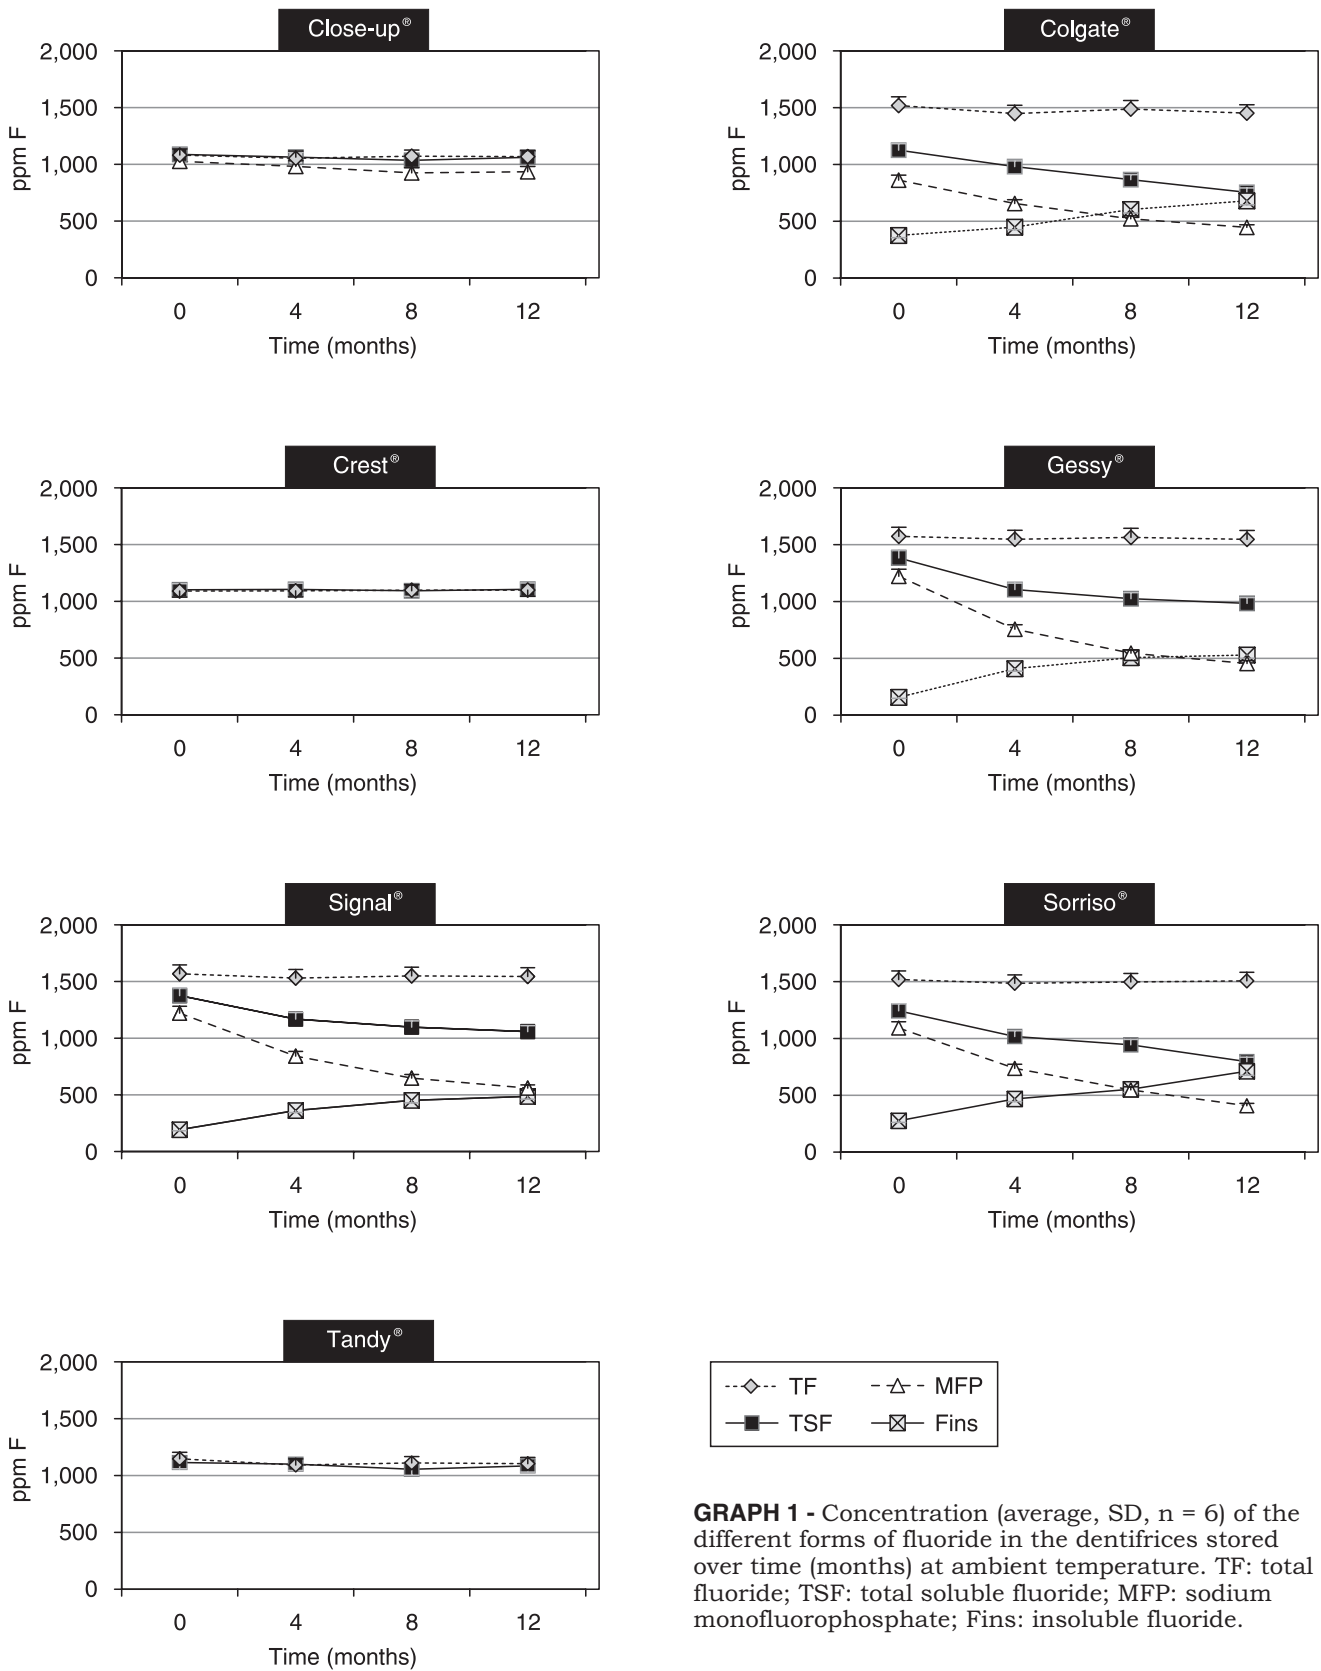 Close-up®
2,000
1,500
1,000
500
0
ppm F
0 4 8 12
Time (months)
Colgate®
2,000
1,500
1,000
500
0
ppm F
0 4 8 12
Time (months)
Crest®
2,000
1,500
1,000
500
0
ppm F
0 4 8 12
Time (months)
Gessy®
2,000
1,500
1,000
500
0
ppm F
0 4 8 12
Time (months)
Signal®
2,000
1,500
1,000
500
0
ppm F
0 4 8 12
Time (months)
Sorriso®
2,000
1,500
1,000
500
0
ppm F
0 4 8 12
Time (months)
Tandy®
2,000
1,500
1,000
500
0
ppm F
0 4 8 12
Time (months)
TF MFP
TSF Fins
GRAPH 1 - Concentration (average, SD, n = 6) of the
different forms of fluoride in the dentifrices stored
over time (months) at ambient temperature. TF: total
fluoride; TSF: total soluble fluoride; MFP: sodium
monofluorophosphate; Fins: insoluble fluoride.